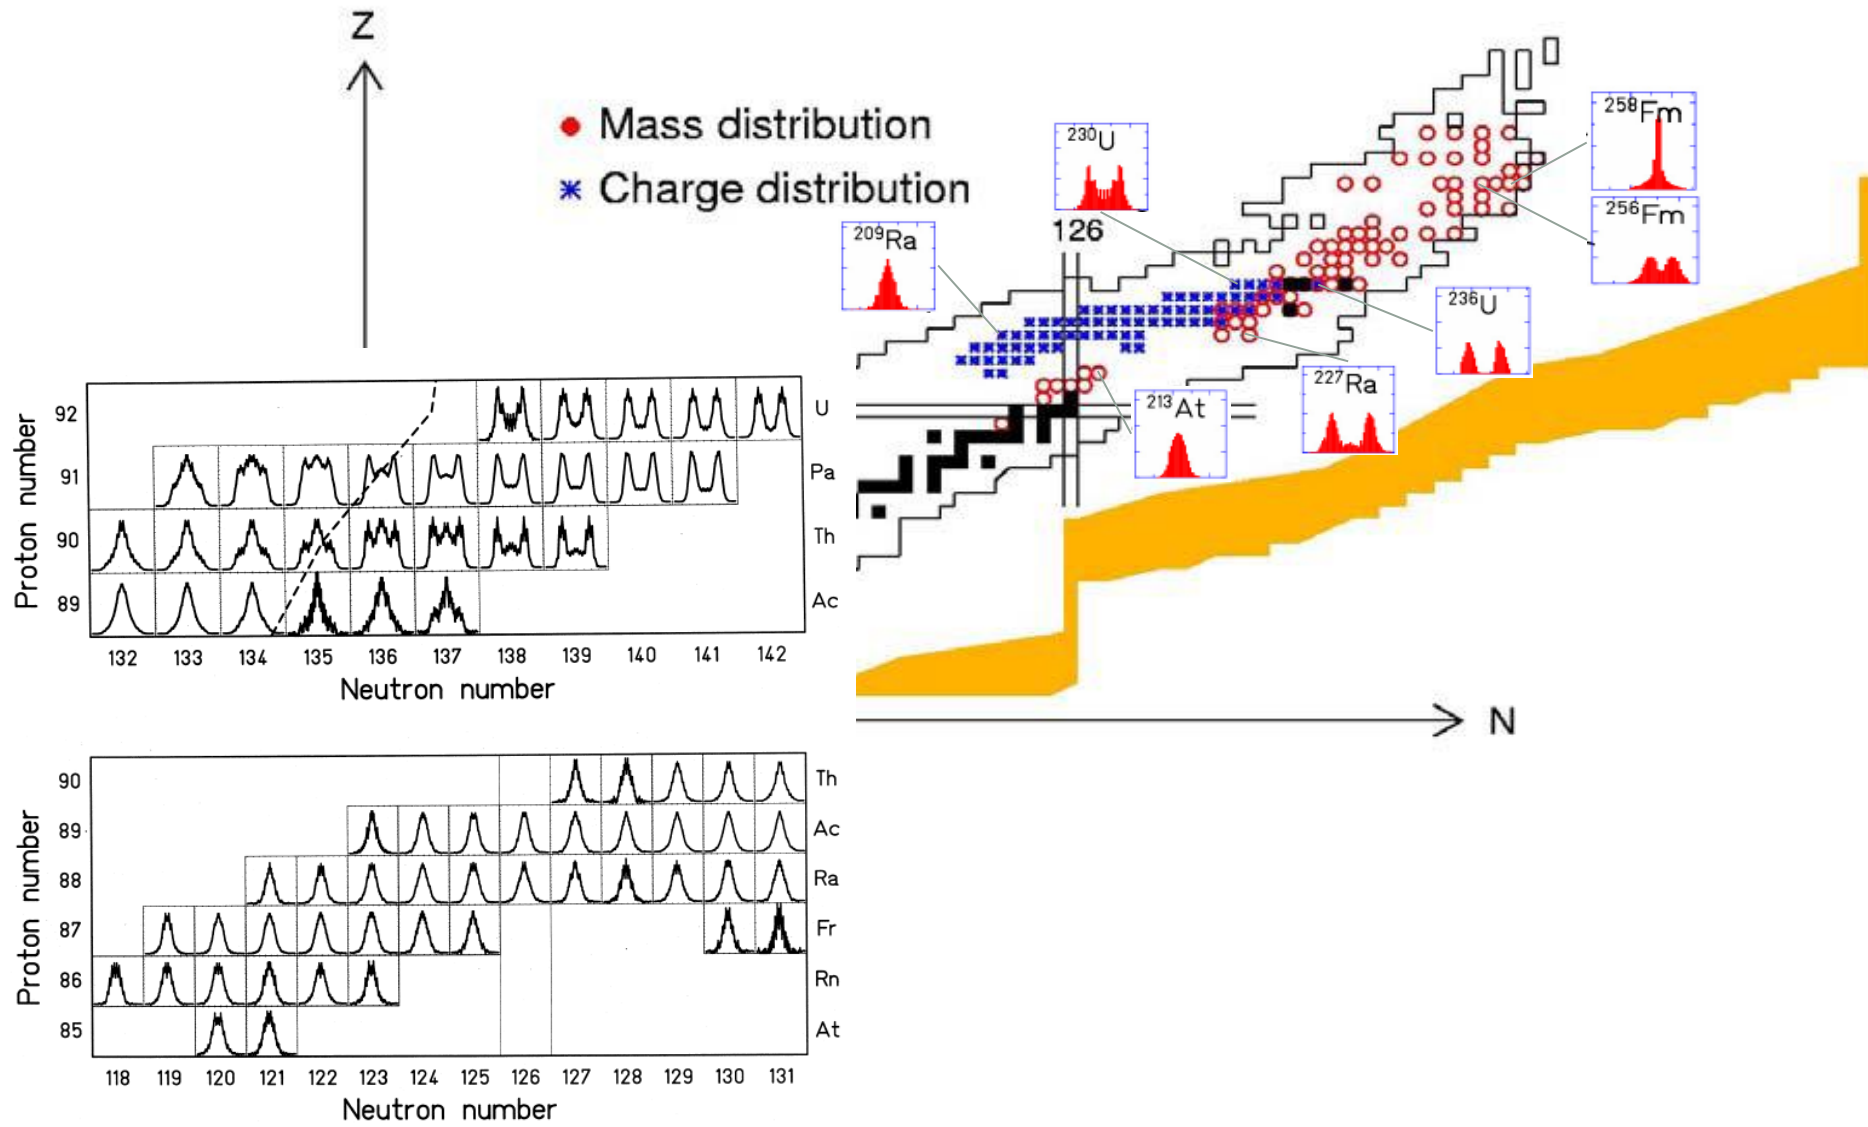 Z
Mass distribution
Charge distribution
126
209Ra
230U
258Fm
256Fm
236U
227Ra
213At
N
Proton number
92 U
91 Pa
90 Th
89 Ac
132 133 134 135 136 137 138 139 140 141 142
Neutron number
Proton number
90 Th
89 Ac
88 Ra
87 Fr
86 Rn
85 At
118 119 120 121 122 123 124 125 126 127 128 129 130 131
Neutron number